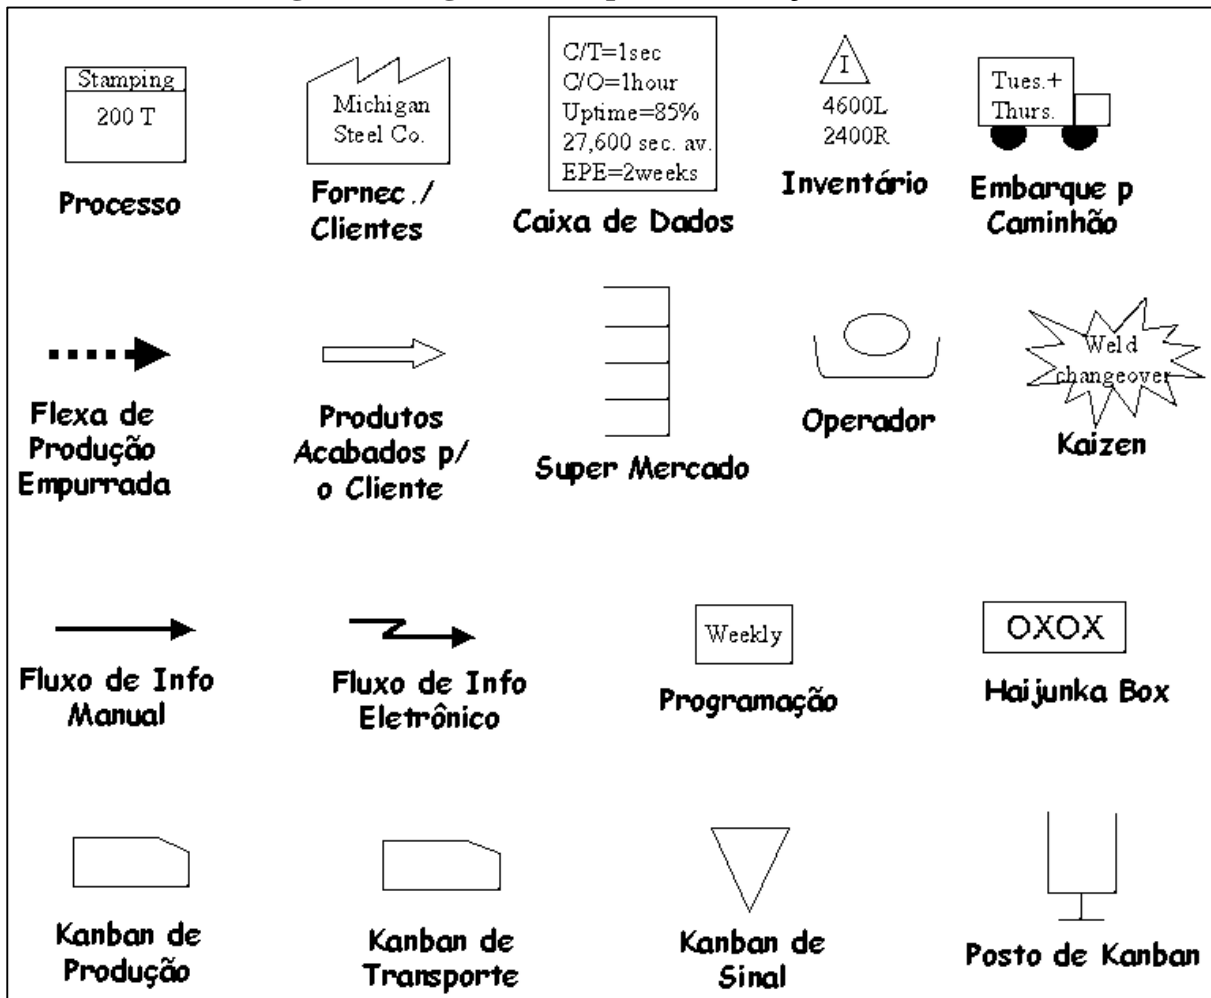 Stamping
200 T
Processo
Michigan
Steel Co.
Fornec./
Clientes
C/T=1sec
C/O=1hour
Uptime=85%
27,600 sec. av.
EPE=2weeks
Caixa de Dados
I
4600L
2400R
Inventário
Tues.+
Thurs.
Embarque p
Caminhão
Flexa de
Produção
Empurrada
Produtos
Acabados p/
o Cliente
Super Mercado
Operador
Weld
changeover
Kaizen
Fluxo de Info
Manual
Fluxo de Info
Eletrônico
Weekly
Programação
OXOX
Haijunka Box
Kanban de
Produção
Kanban de
Transporte
Kanban de
Sinal
Posto de Kanban